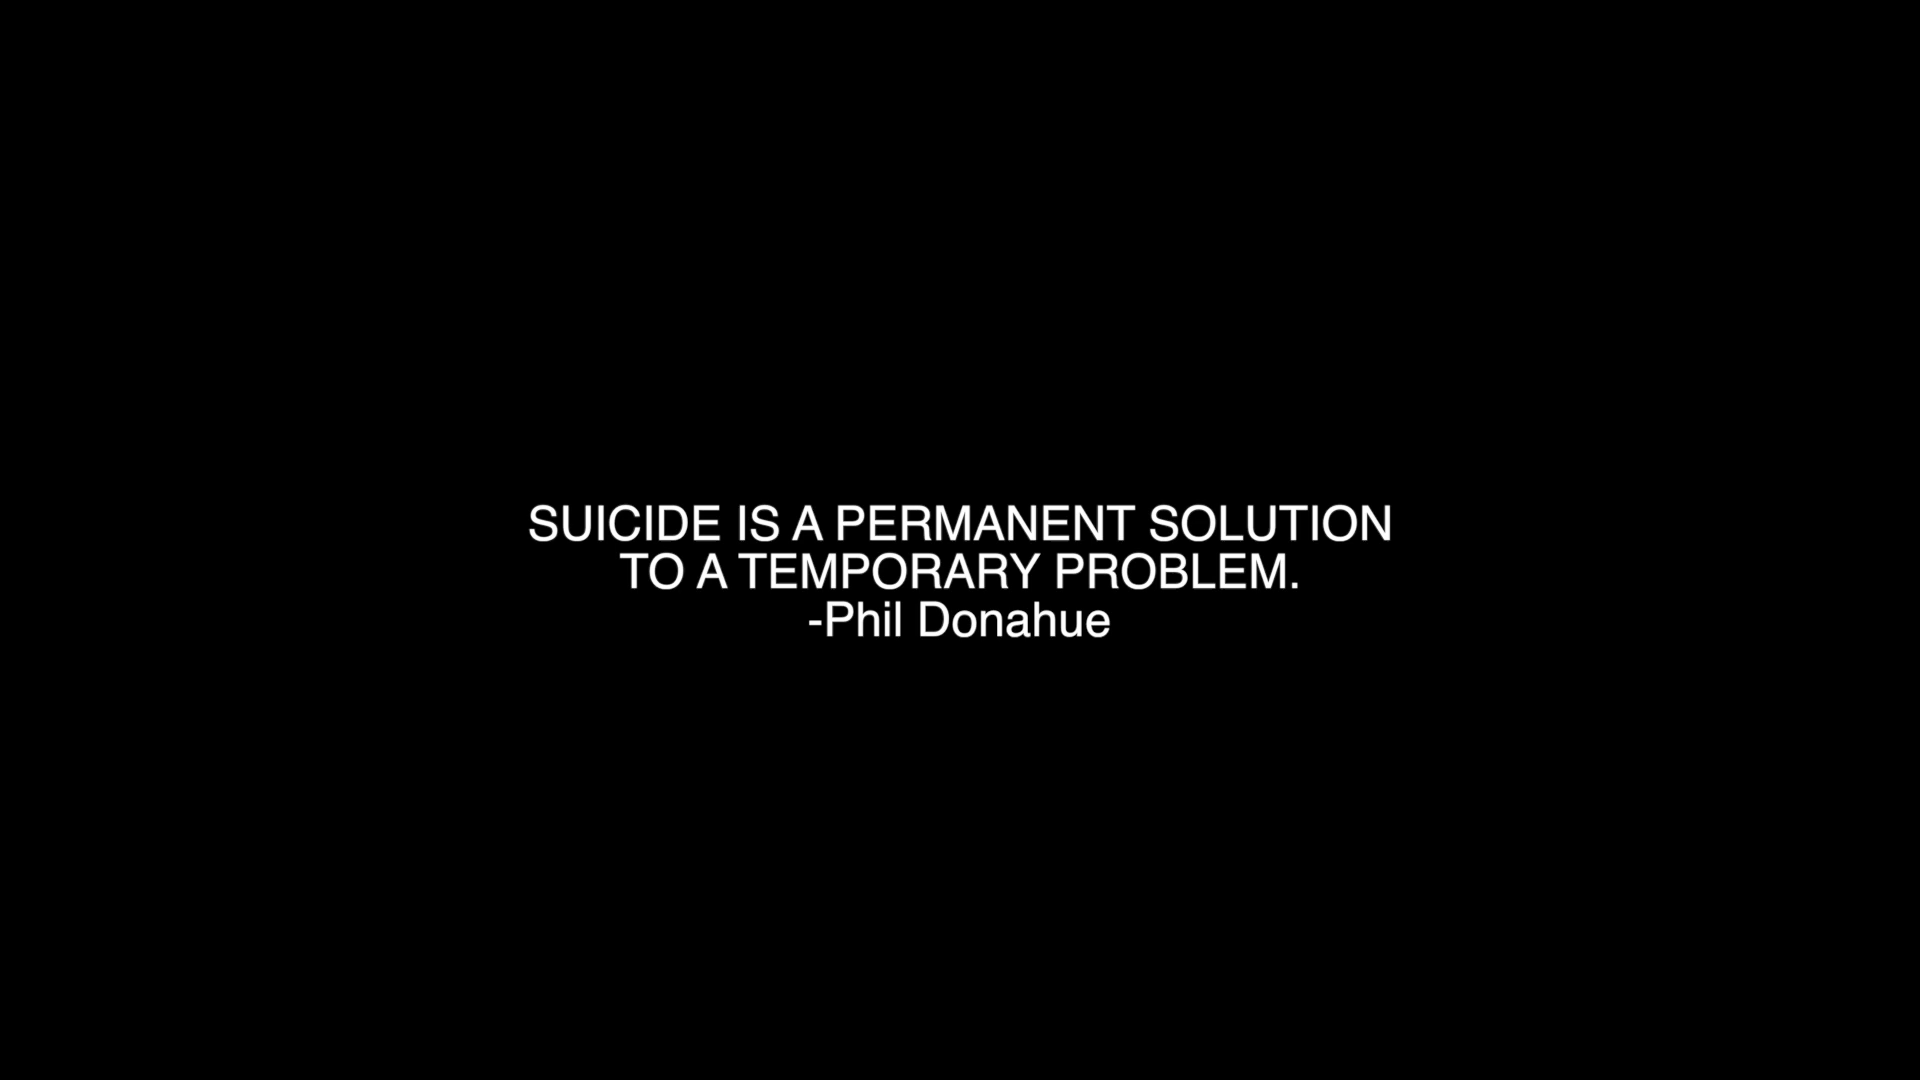 SUICIDE IS A PERMANENT SOLUTION
TO A TEMPORARY PROBLEM.
-Phil Donahue